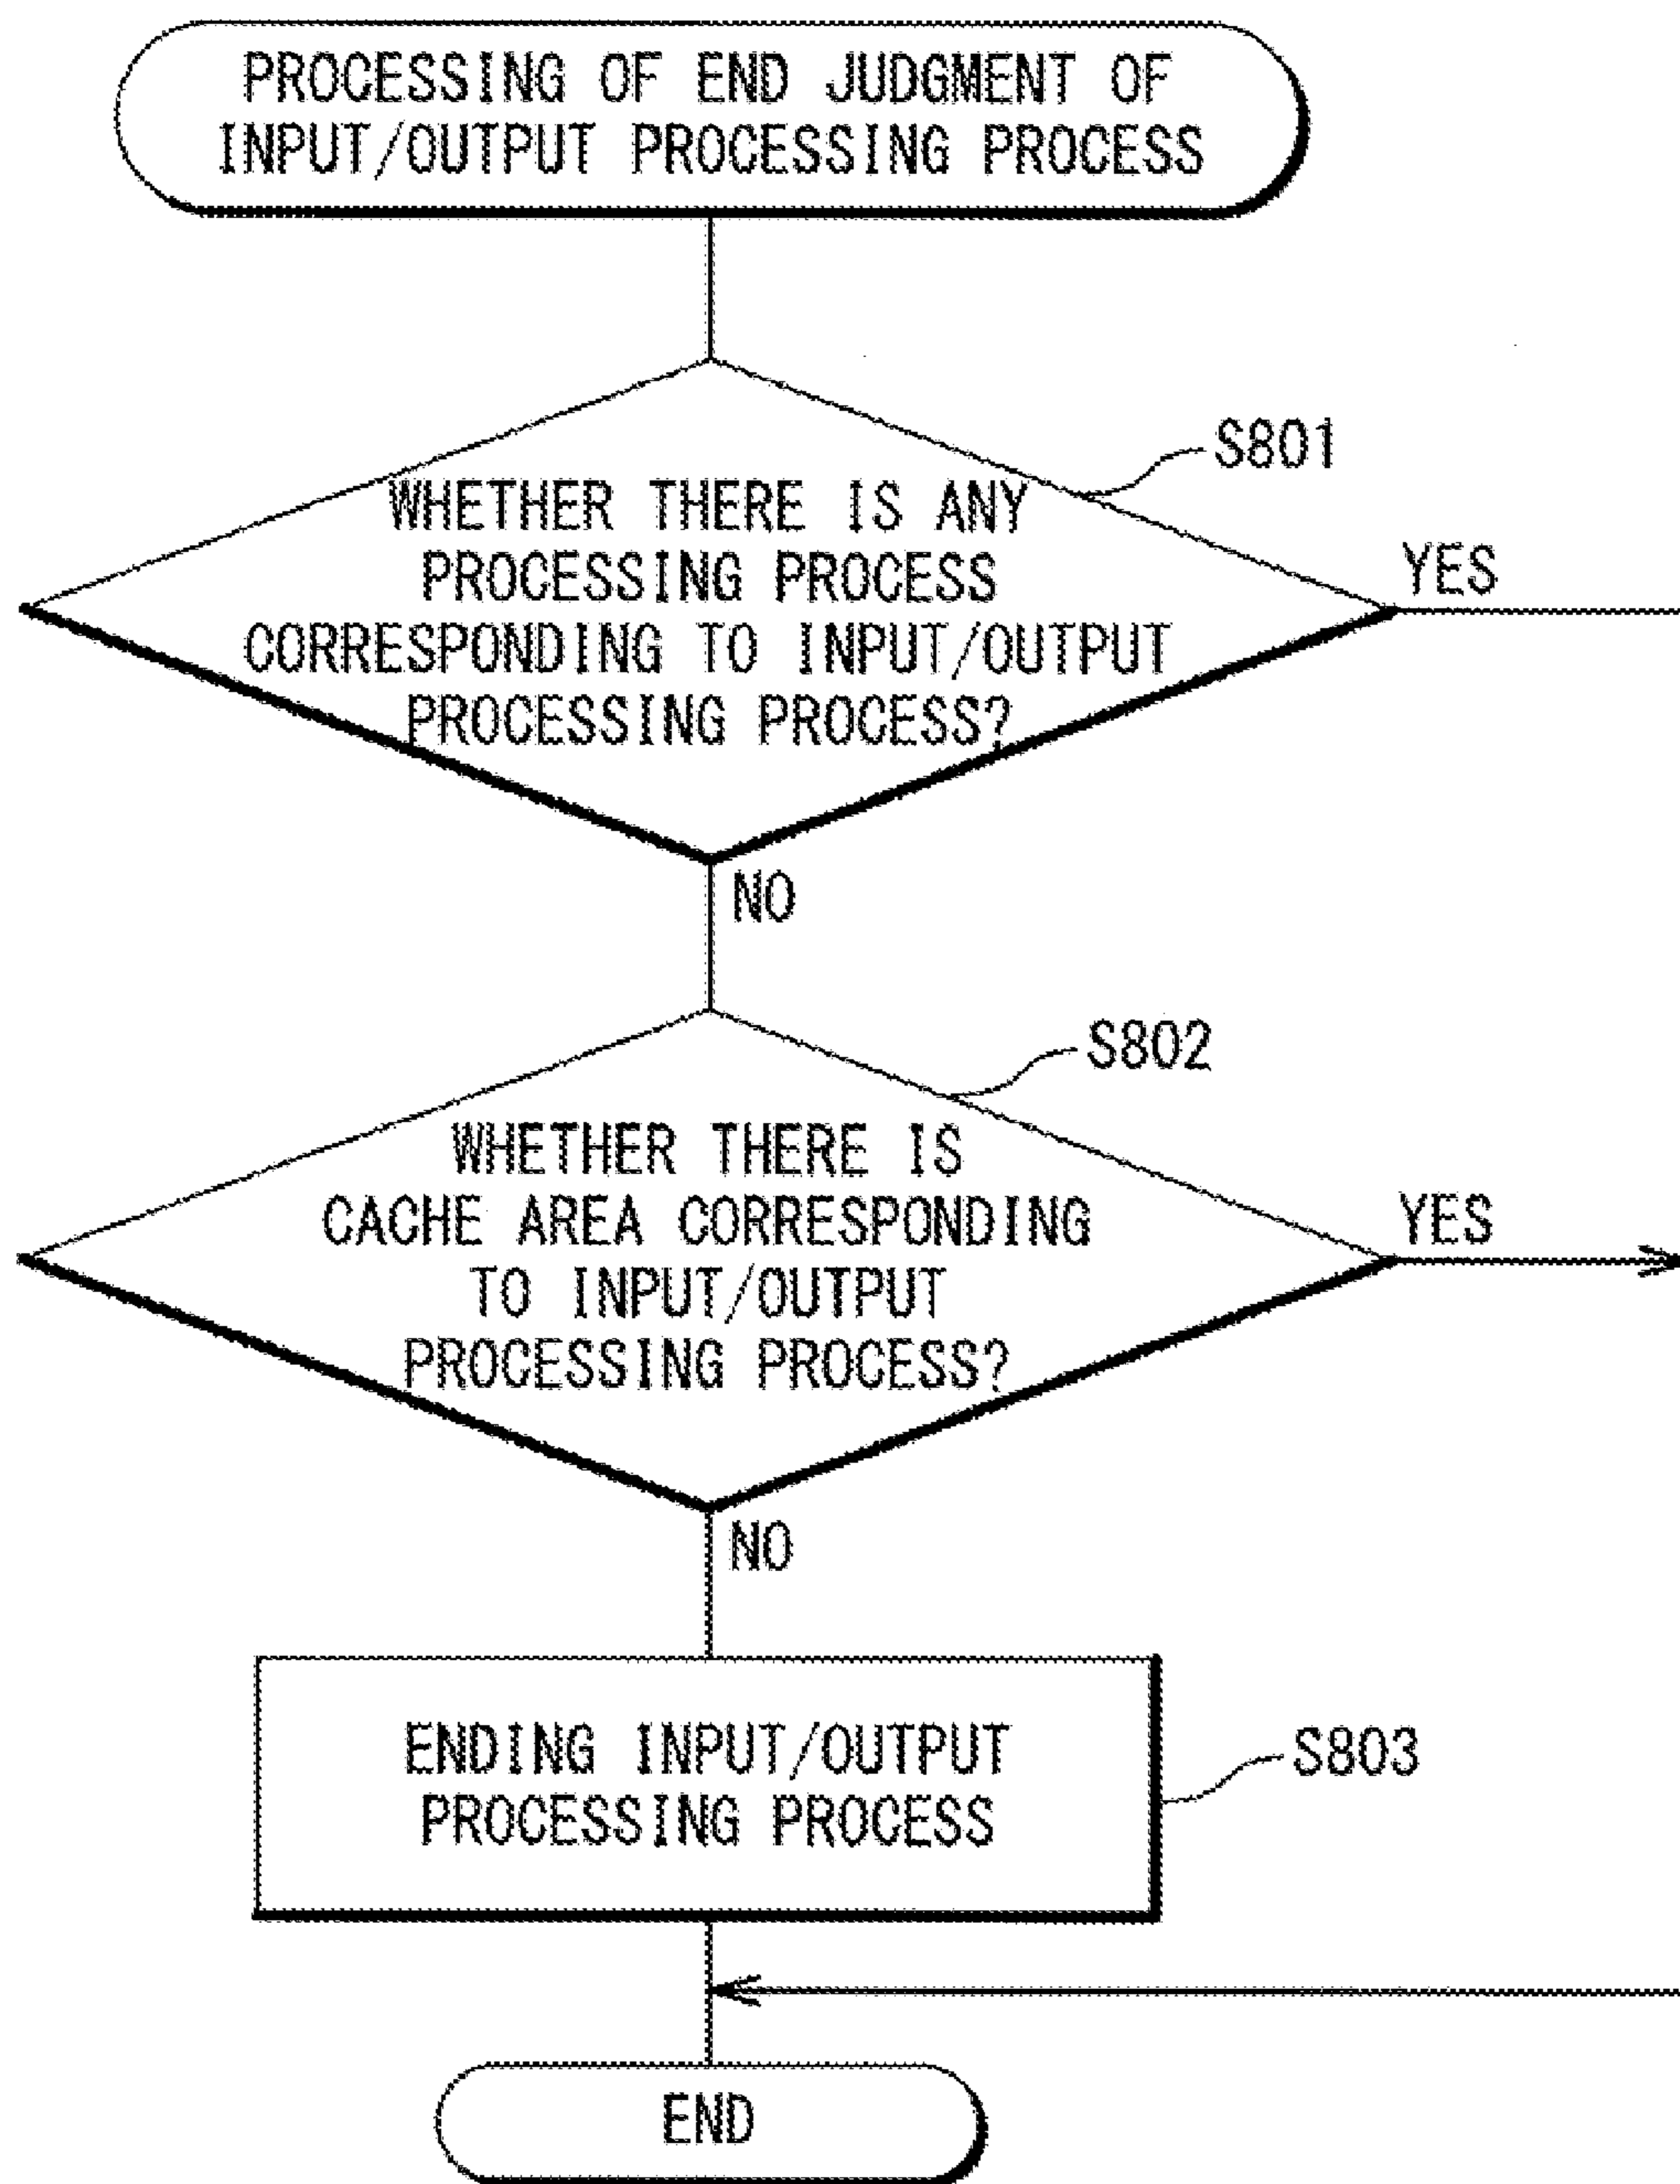 PROCESSING OF END JUDGMENT OF
INPUT/OUTPUT PROCESSING PROCESS
S801
WHETHER THERE IS ANY
PROCESSING PROCESS
CORRESPONDING TO INPUT/OUTPUT
PROCESSING PROCESS?
YES
NO
S802
WHETHER THERE IS
CACHE AREA CORRESPONDING
TO INPUT/OUTPUT
PROCESSING PROCESS?
YES
NO
ENDING INPUT/OUTPUT
PROCESSING PROCESS
S803
END